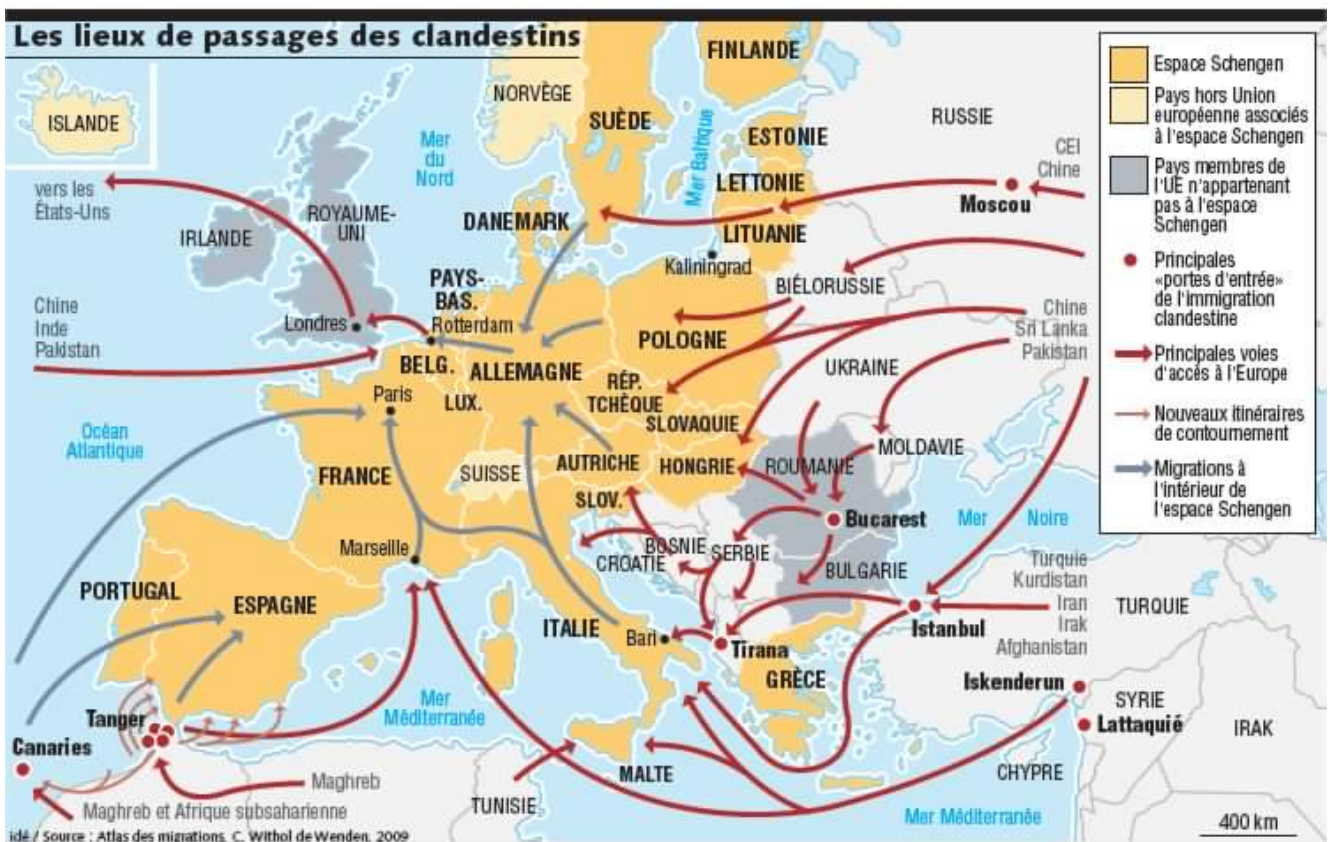 Les lieux de passages des clandestins
FINLANDE
NORVÈGE
ISLANDE
SUÈDE
RUSSIE
Mer
du
Nord
Mer Baltique
ESTONIE
CEI
Chine
LETTONIE
Moscou
vers les
États-Unis
ROYAUME-
UNI
IRLANDE
DANEMARK
LITUANIE
Kaliningrad
PAYS-
BAS.
BIÉLORUSSIE
Chine
Inde
Pakistan
Londres
Rotterdam
POLOGNE
Chine
Sri Lanka
Pakistan
BELG.
ALLEMAGNE
UKRAINE
Paris
LUX.
RÉP.
TCHÈQUE
SLOVAQUIE
Océan
Atlantique
MOLDAVIE
FRANCE
SUISSE
AUTRICHE
HONGRIE
ROUMANIE
SLOV.
Bucarest
Mer Noire
Marseille
BOSNIE
CROATIE
SERBIE
BULGARIE
Turquie
Kurdistan
Iran
Irak
Afghanistan
TURQUIE
PORTUGAL
ESPAGNE
ITALIE
Bari
Tirana
Istanbul
GRÈCE
Iskenderun
SYRIE
Lattaquié
IRAK
Mer
Méditerranée
Tanger
Canaries
MALTE
CHYPRE
Maghreb
Maghreb et Afrique subsaharienne
TUNISIE
Mer Méditerranée
400 km
idé / Source : Atlas des migrations, C. Withol de Wenden, 2009
Espace Schengen
Pays hors Union
européenne associés
à l'espace Schengen
Pays membres de
l'UE n'appartenant
pas à l'espace
Schengen
Principales
«portes d'entrée»
de l'immigration
clandestine
Principales voies
d'accès à l'Europe
Nouveaux itinéraires
de contournement
Migrations à
l'intérieur de
l'espace Schengen